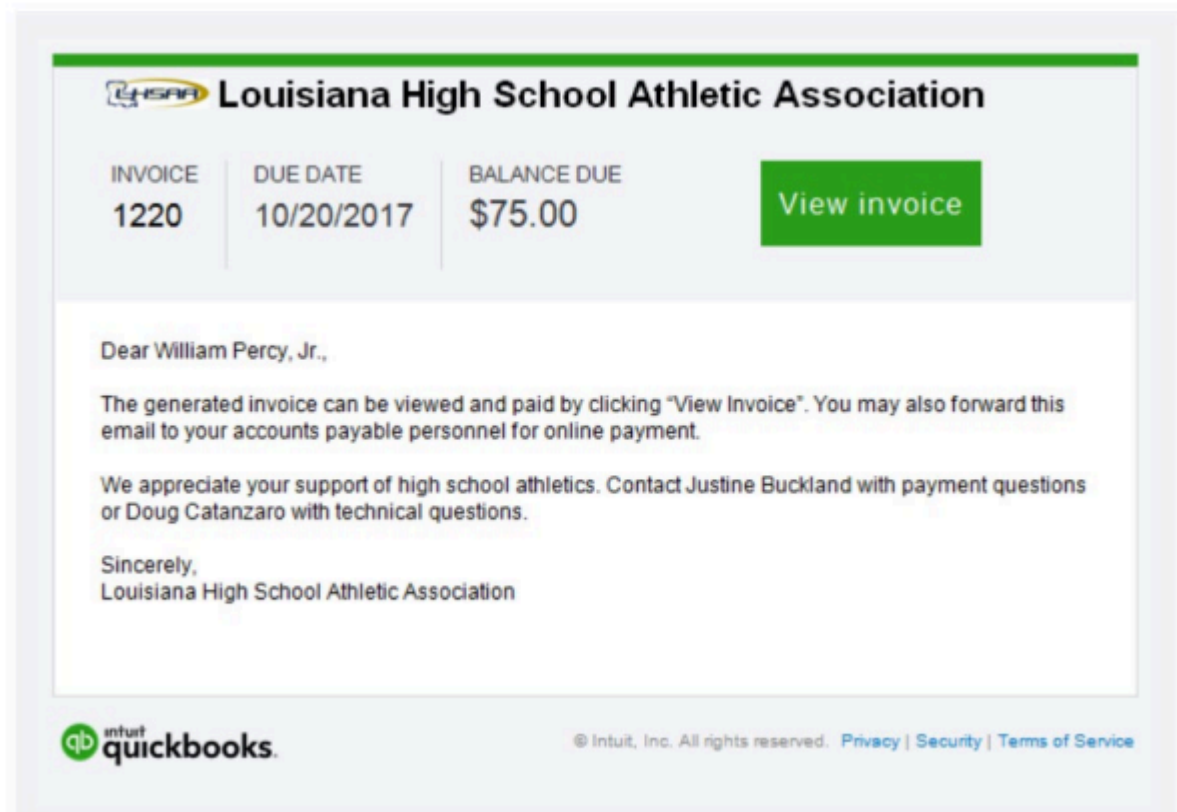 LHSAA Louisiana High School Athletic Association
INVOICE DUE DATE BALANCE DUE
1220 10/20/2017 $75.00
View invoice
Dear William Percy, Jr.,
The generated invoice can be viewed and paid by clicking “View Invoice”. You may also forward this
email to your accounts payable personnel for online payment.
We appreciate your support of high school athletics. Contact Justine Buckland with payment questions
or Doug Catanzaro with technical questions.
Sincerely,
Louisiana High School Athletic Association
qb intuit quickbooks.
© Intuit, Inc. All rights reserved. Privacy | Security | Terms of Service